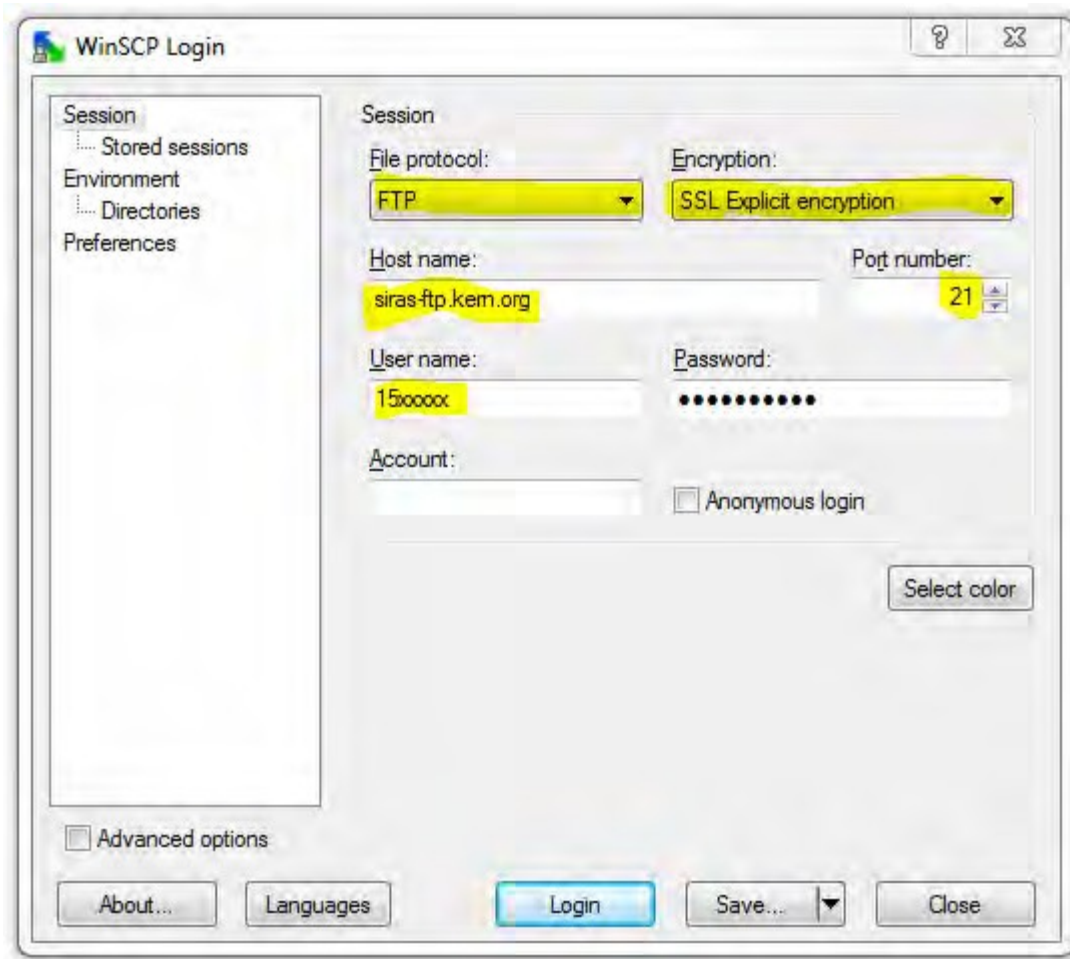 WinSCP Login
Session
Stored sessions
Environment
Directories
Preferences
Session
File protocol:
Encryption:
FTP
SSL Explicit encryption
Host name:
Port number:
siras-ftp.kern.org
21
User name:
Password:
15xxxxx
••••••••••
Account:
Anonymous login
Select color
Advanced options
About...
Languages
Login
Save...
Close